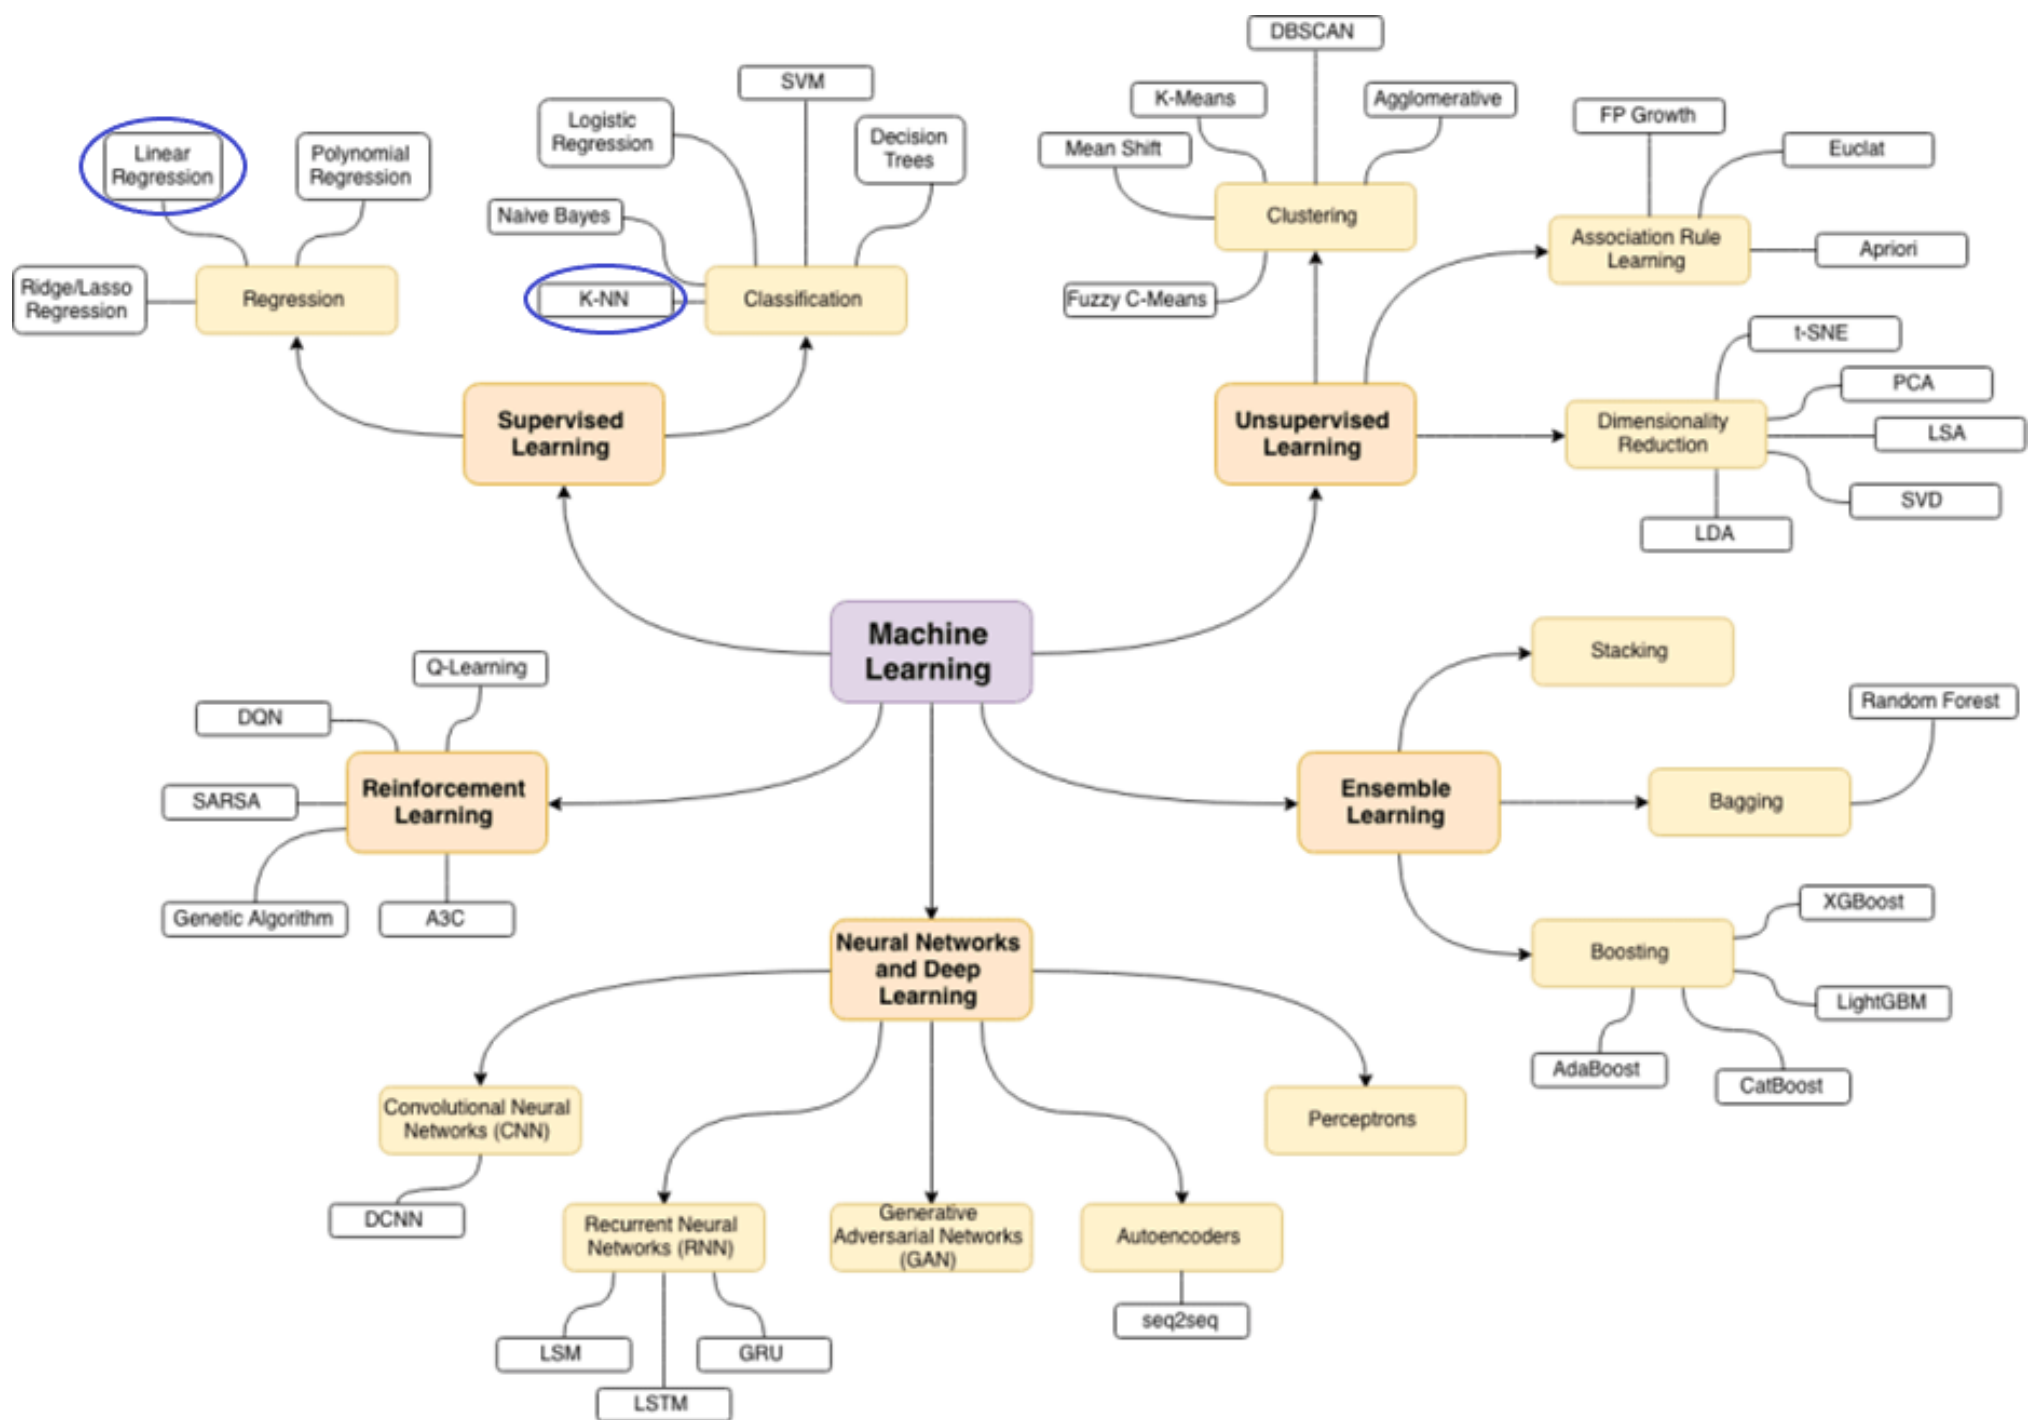 DBSCAN
SVM
K-Means
Agglomerative
Logistic
Regression
FP Growth
Linear
Regression
Polynomial
Regression
Decision
Trees
Mean Shift
Euclat
Naive Bayes
Clustering
Association Rule
Learning
Apriori
Ridge/Lasso
Regression
Regression
K-NN
Classification
Fuzzy C-Means
t-SNE
PCA
Supervised
Learning
Unsupervised
Learning
Dimensionality
Reduction
LSA
SVD
LDA
Machine
Learning
Stacking
Q-Learning
Random Forest
DQN
Reinforcement
Learning
Ensemble
Learning
SARSA
Bagging
Genetic Algorithm
A3C
XGBoost
Neural Networks
and Deep
Learning
Boosting
LightGBM
AdaBoost
CatBoost
Convolutional Neural
Networks (CNN)
Perceptrons
DCNN
Recurrent Neural
Networks (RNN)
Generative
Adversarial Networks
(GAN)
Autoencoders
seq2seq
LSM
GRU
LSTM